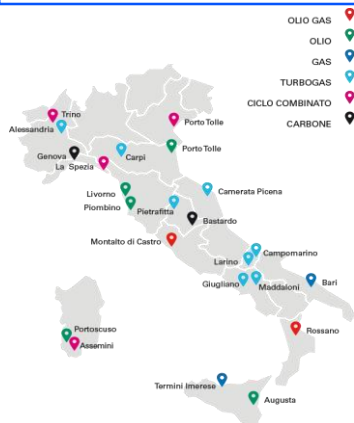 OLIO GAS
OLIO
GAS
TURBOGAS
CICLO COMBINATO
CARBONE
Trino
Alessandria
Porto Tolle
Genova
La Spezia
Carpi
Porto Tolle
Livorno
Piombino
Pietrafitta
Camerata Picena
Bastardo
Montalto di Castro
Campomarino
Larino
Giugliano
Maddaloni
Bari
Portoscuso
Assemini
Rossano
Termini Imerese
Augusta